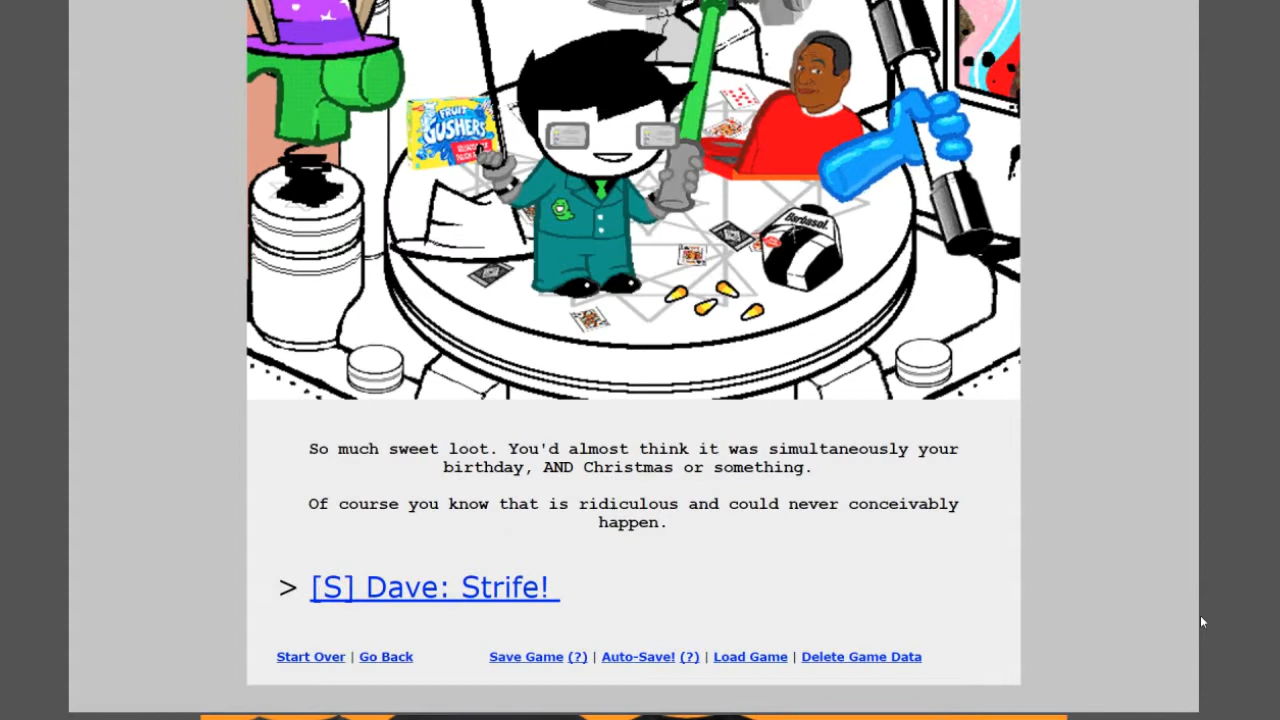 FRUIT
GUSHERS
Barbasol
So much sweet loot. You'd almost think it was simultaneously your
birthday, AND Christmas or something.
Of course you know that is ridiculous and could never conceivably
happen.
> [S] Dave: Strife!
Start Over | Go Back Save Game (?) | Auto-Save! (?) | Load Game | Delete Game Data